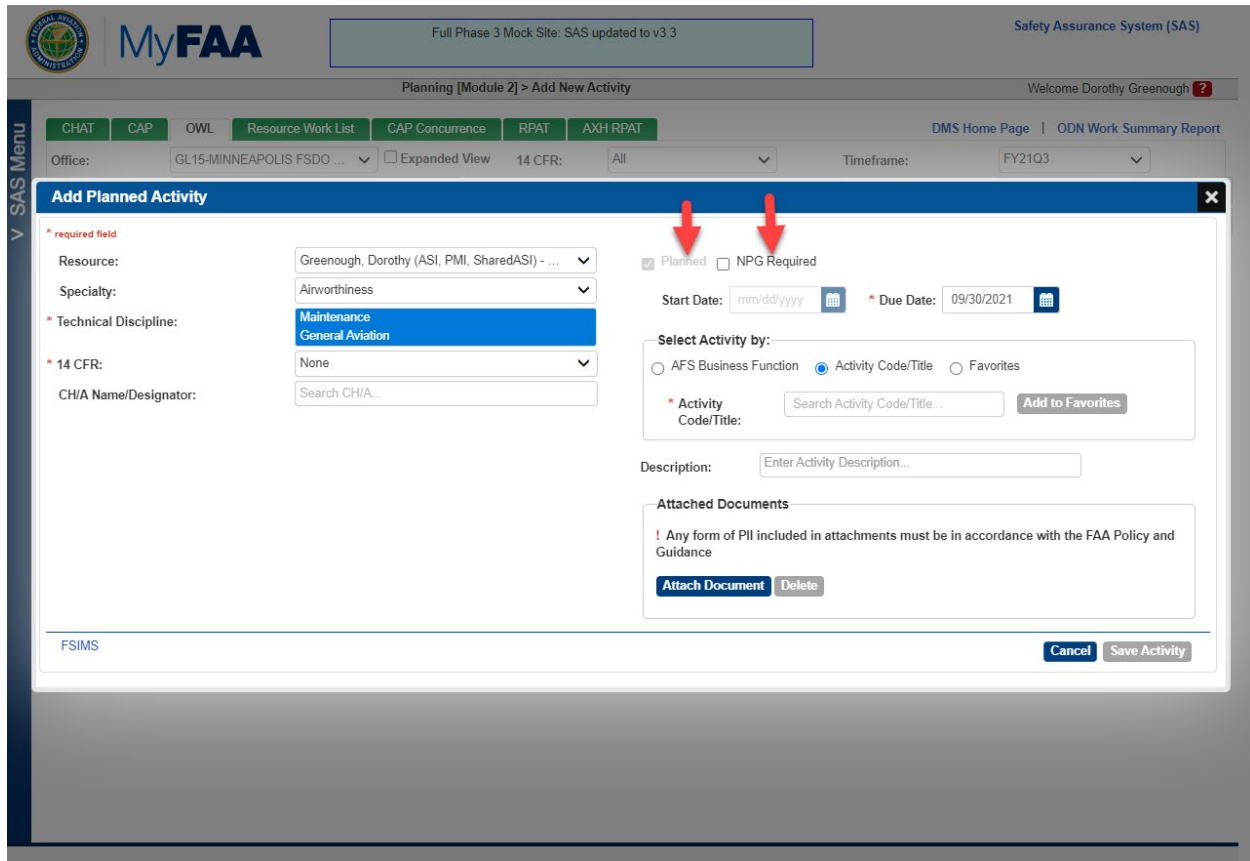 FEDERAL AVIATION
ADMINISTRATION
MyFAA
Full Phase 3 Mock Site: SAS updated to v3.3
Safety Assurance System (SAS)
Planning [Module 2] > Add New Activity
Welcome Dorothy Greenough ?
V SAS Menu
CHAT CAP OWL Resource Work List CAP Concurrence RPAT AXH RPAT
DMS Home Page | ODN Work Summary Report
Office: GL15-MINNEAPOLIS FSDO ... Expanded View 14 CFR: All Timeframe: FY21Q3
Add Planned Activity
* required field
Resource: Greenough, Dorothy (ASI, PMI, SharedASI) - ...
Specialty: Airworthiness
* Technical Discipline: Maintenance
General Aviation
* 14 CFR: None
CH/A Name/Designator: Search CH/A...
Planned NPG Required
Start Date: mm/dd/yyyy * Due Date: 09/30/2021
Select Activity by:
AFS Business Function Activity Code/Title Favorites
* Activity Code/Title: Search Activity Code/Title... Add to Favorites
Description: Enter Activity Description...
Attached Documents
! Any form of PII included in attachments must be in accordance with the FAA Policy and
Guidance
Attach Document Delete
FSIMS
Cancel Save Activity